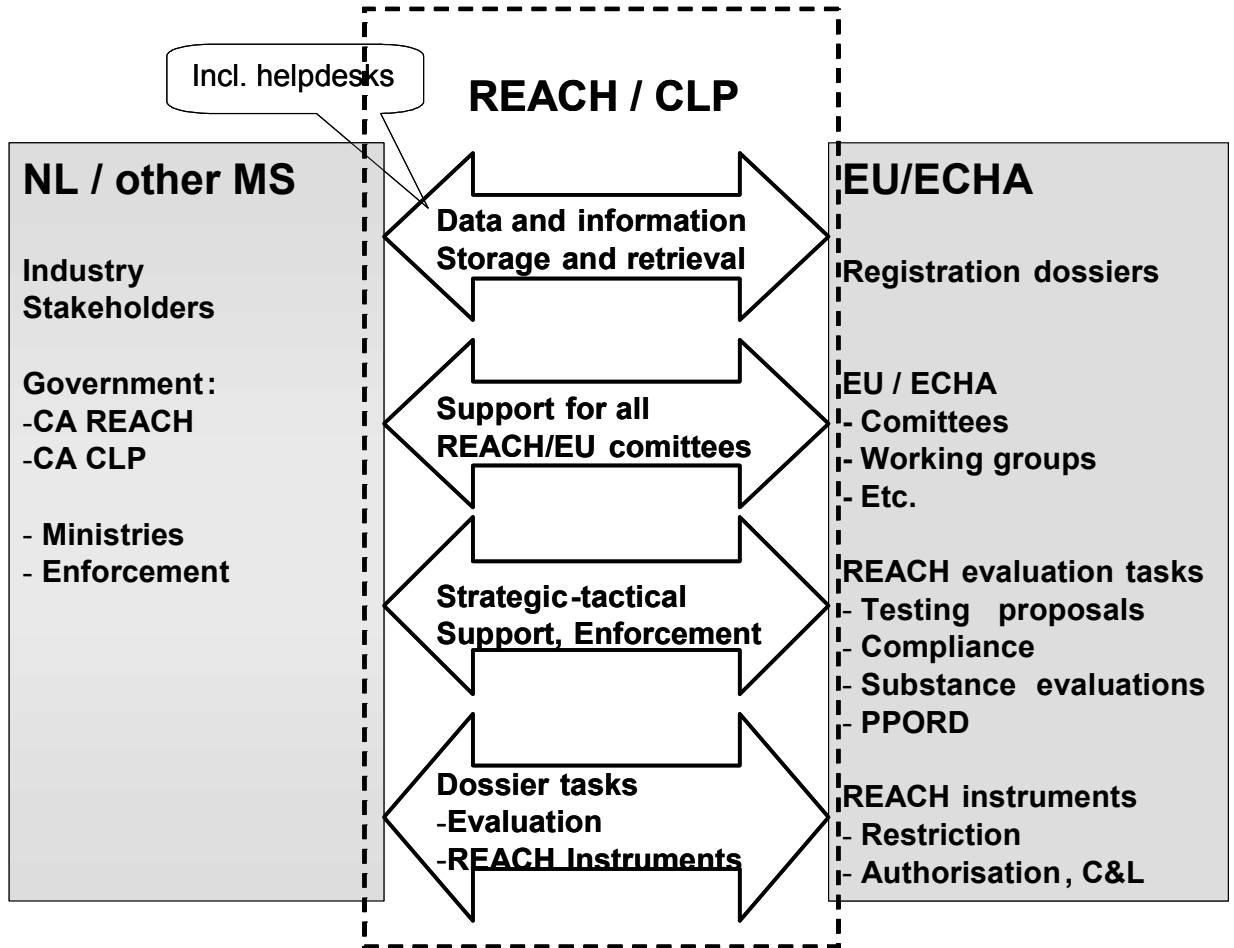 Incl. helpdesks
REACH / CLP
NL / other MS
Industry
Stakeholders
Government:
-CA REACH
-CA CLP
- Ministries
- Enforcement
Data and information
Storage and retrieval
Support for all
REACH/EU comittees
Strategic-tactical
Support, Enforcement
Dossier tasks
-Evaluation
-REACH Instruments
EU/ECHA
Registration dossiers
EU / ECHA
- Comittees
- Working groups
- Etc.
REACH evaluation tasks
- Testing proposals
- Compliance
- Substance evaluations
- PPORD
REACH instruments
- Restriction
- Authorisation, C&L